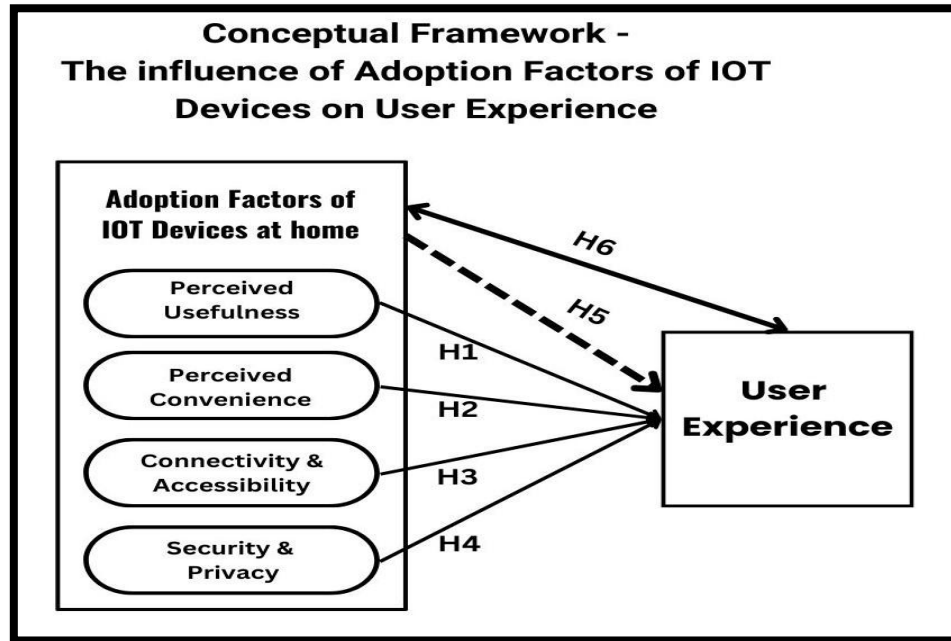 Conceptual Framework -
The influence of Adoption Factors of IOT
Devices on User Experience
Adoption Factors of
IOT Devices at home
Perceived
Usefulness
Perceived
Convenience
Connectivity &
Accessibility
Security &
Privacy
H1
H2
H3
H4
H5
H6
User
Experience